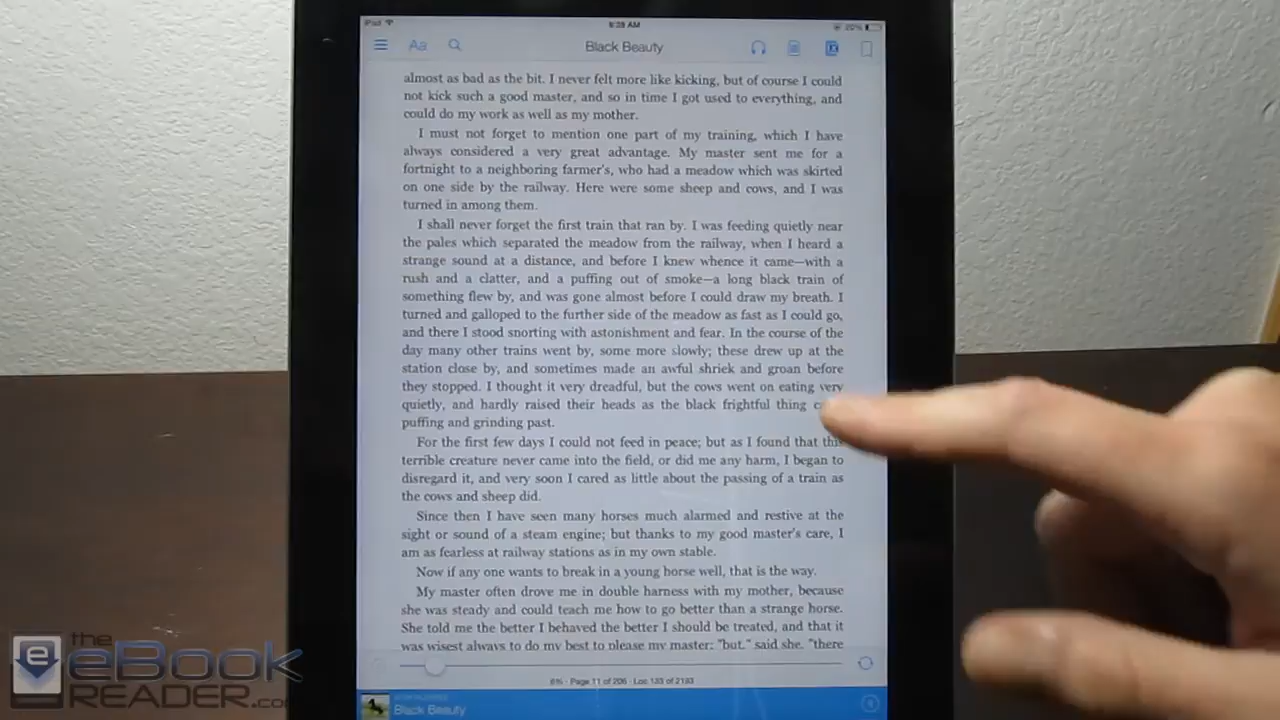 iPad
8:39 AM
20%
Aa
Black Beauty
almost as bad as the bit. I never felt more like kicking, but of course I could
not kick such a good master, and so in time I got used to everything, and
could do my work as well as my mother.
I must not forget to mention one part of my training, which I have
always considered a very great advantage. My master sent me for a
fortnight to a neighboring farmer's, who had a meadow which was skirted
on one side by the railway. Here were some sheep and cows, and I was
turned in among them.
I shall never forget the first train that ran by. I was feeding quietly near
the pales which separated the meadow from the railway, when I heard a
strange sound at a distance, and before I knew whence it came—with a
rush and a clatter, and a puffing out of smoke—a long black train of
something flew by, and was gone almost before I could draw my breath. I
turned and galloped to the further side of the meadow as fast as I could go,
and there I stood snorting with astonishment and fear. In the course of the
day many other trains went by, some more slowly; these drew up at the
station close by, and sometimes made an awful shriek and groan before
they stopped. I thought it very dreadful, but the cows went on eating very
quietly, and hardly raised their heads as the black frightful thing
puffing and grinding past.
For the first few days I could not feed in peace; but as I found that this
terrible creature never came into the field, or did me any harm, I began to
disregard it, and very soon I cared as little about the passing of a train as
the cows and sheep did.
Since then I have seen many horses much alarmed and restive at the
sight or sound of a steam engine; but thanks to my good master's care, I
am as fearless at railway stations as in my own stable.
Now if any one wants to break in a young horse well, that is the way.
My master often drove me in double harness with my mother, because
she was steady and could teach me how to go better than a strange horse.
She told me the better I behaved the better I should be treated, and that it
was wisest always to do my best to please my master; "but," said she, "there
6% · Page 11 of 206 · Loc 133 of 2193
Black Beauty
the
eBook
READER.co